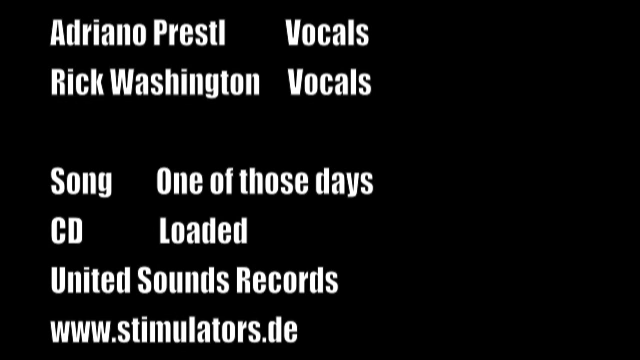 Adriano Prestl Vocals
Rick Washington Vocals
Song One of those days
CD Loaded
United Sounds Records
www.stimulators.de